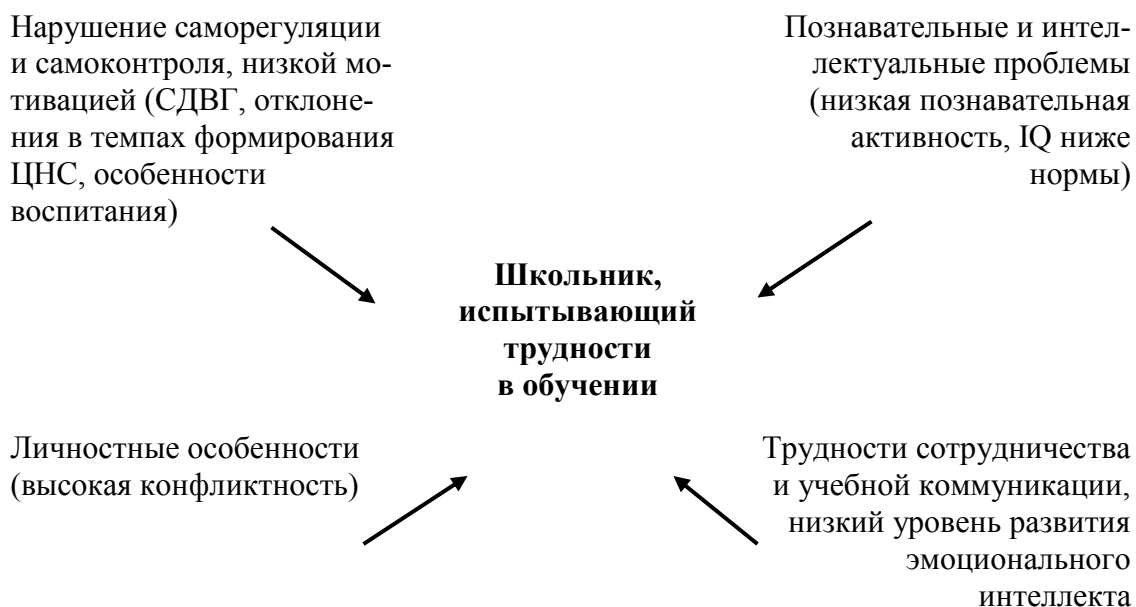 Нарушение саморегуляции
и самоконтроля, низкой мо-
тивацией (СДВГ, отклоне-
ния в темпах формирования
ЦНС, особенности
воспитания)
Познавательные и интел-
лектуальные проблемы
(низкая познавательная
активность, IQ ниже
нормы)
Школьник,
испытывающий
трудности
в обучении
Личностные особенности
(высокая конфликтность)
Трудности сотрудничества
и учебной коммуникации,
низкий уровень развития
эмоционального
интеллекта